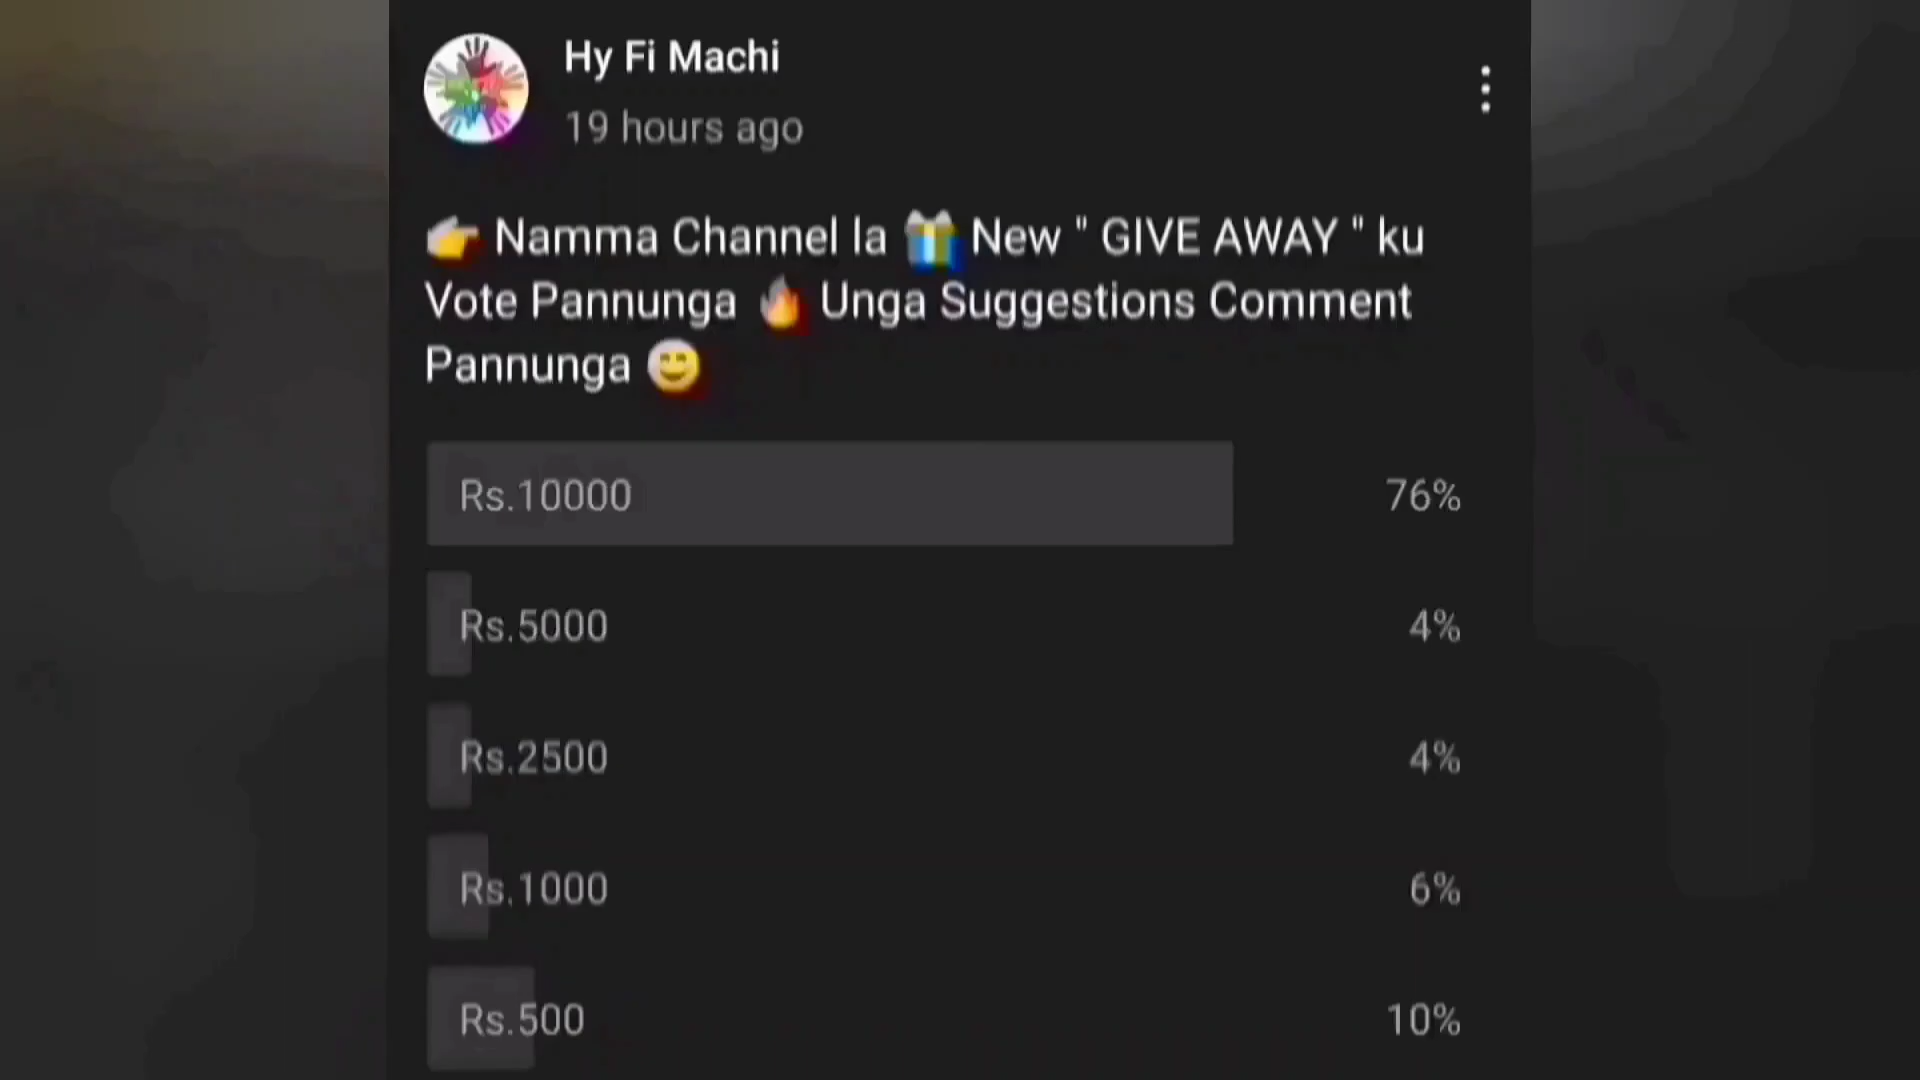 Hy Fi Machi
19 hours ago
👉 Namma Channel la 🎁 New " GIVE AWAY " ku
Vote Pannunga 🔥 Unga Suggestions Comment
Pannunga 😊
Rs.10000 76%
Rs.5000 4%
Rs.2500 4%
Rs.1000 6%
Rs.500 10%